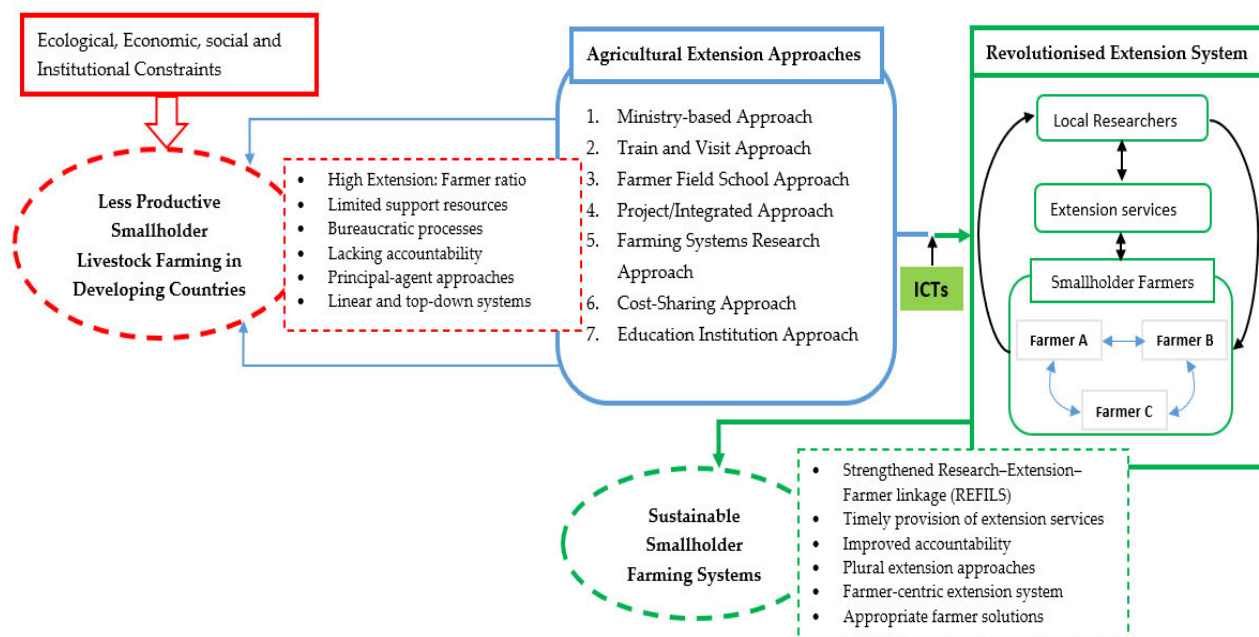 Ecological, Economic, social and
Institutional Constraints
Less Productive
Smallholder
Livestock Farming in
Developing Countries
• High Extension: Farmer ratio
• Limited support resources
• Bureaucratic processes
• Lacking accountability
• Principal-agent approaches
• Linear and top-down systems
Agricultural Extension Approaches
1. Ministry-based Approach
2. Train and Visit Approach
3. Farmer Field School Approach
4. Project/Integrated Approach
5. Farming Systems Research
Approach
6. Cost-Sharing Approach
7. Education Institution Approach
ICTs
Revolutionised Extension System
Local Researchers
Extension services
Smallholder Farmers
Farmer A
Farmer B
Farmer C
Sustainable
Smallholder
Farming Systems
• Strengthened Research–Extension–
Farmer linkage (REFILS)
• Timely provision of extension services
• Improved accountability
• Plural extension approaches
• Farmer-centric extension system
• Appropriate farmer solutions